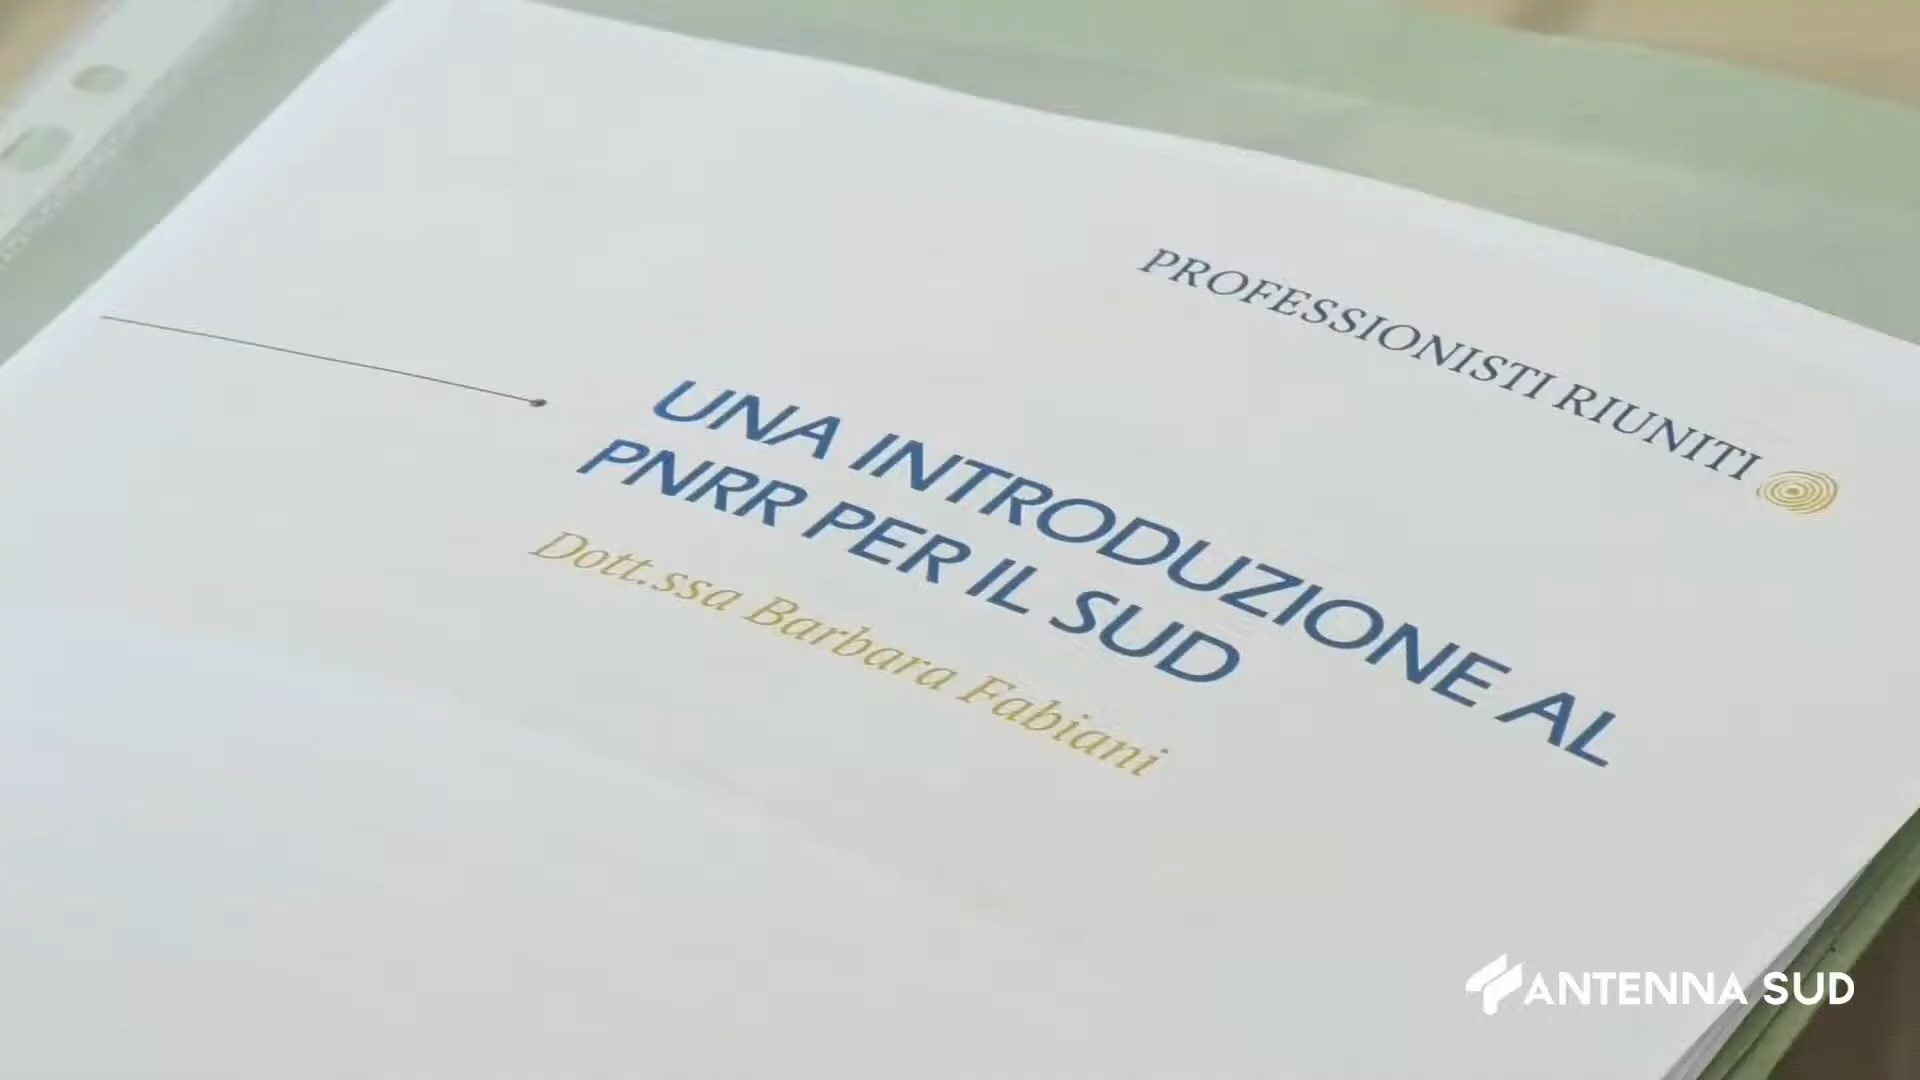 PROFESSIONISTI RIUNITI
UNA INTRODUZIONE AL
PNRR PER IL SUD
Dott.ssa Barbara Fabiani
ANTENNA SUD